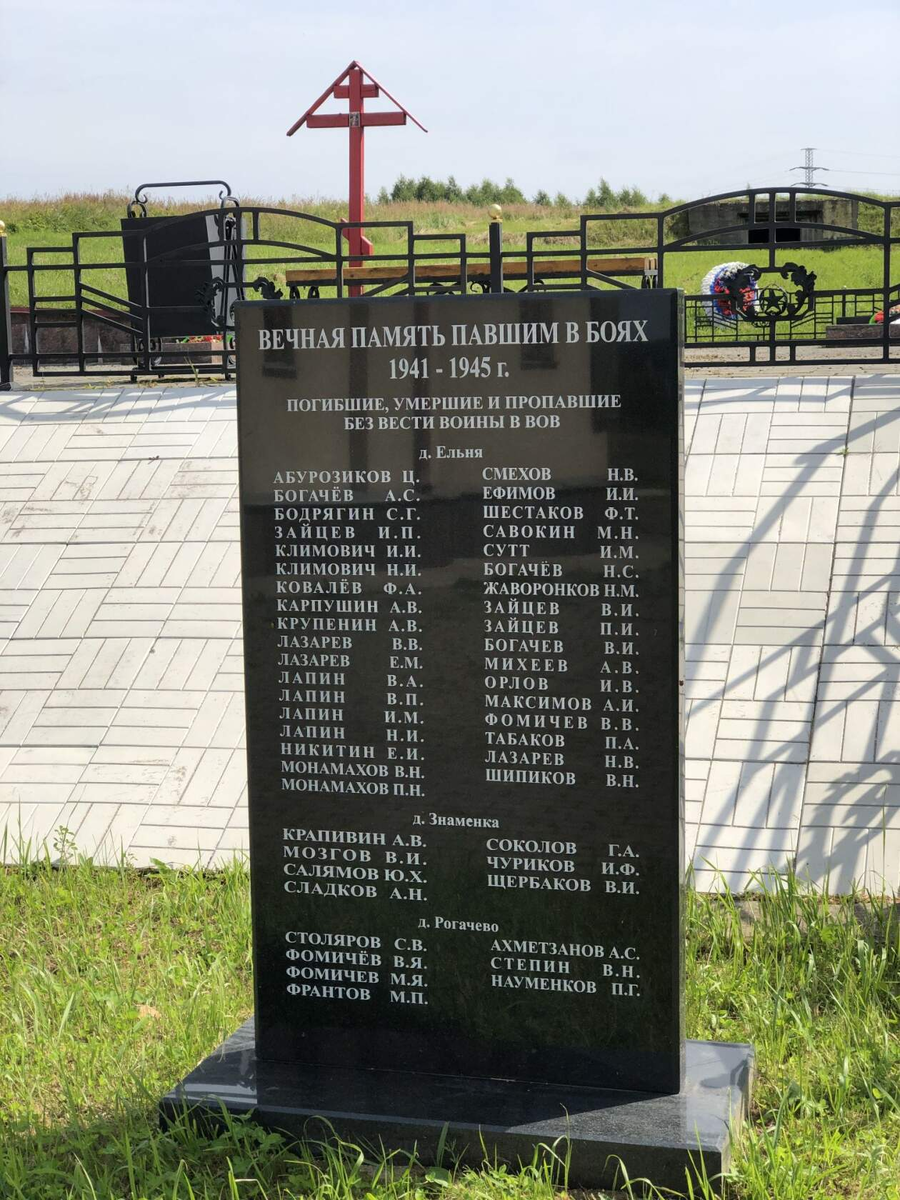 ВЕЧНАЯ ПАМЯТЬ ПАВШИМ В БОЯХ
1941 - 1945 г.
ПОГИБШИЕ, УМЕРШИЕ И ПРОПАВШИЕ
БЕЗ ВЕСТИ ВОИНЫ В ВОВ
д. Ельня
АБУРОЗИКОВ Ц.
БОГАЧЁВ А.С.
БОДРЯГИН С.Г.
ЗАЙЦЕВ И.П.
КЛИМОВИЧ И.И.
КЛИМОВИЧ Н.И.
КОВАЛЁВ Ф.А.
КАРПУШИН А.В.
КРУПЕНИН А.В.
ЛАЗАРЕВ В.В.
ЛАЗАРЕВ Е.М.
ЛАПИН В.А.
ЛАПИН В.П.
ЛАПИН И.М.
ЛАПИН Н.И.
НИКИТИН Е.И.
МОНАМАХОВ В.Н.
МОНАМАХОВ П.Н.
СМЕХОВ Н.В.
ЕФИМОВ И.И.
ШЕСТАКОВ Ф.Т.
САВОКИН М.Н.
СУТТ И.М.
БОГАЧЁВ Н.С.
ЖАВОРОНКОВ Н.М.
ЗАЙЦЕВ В.И.
ЗАЙЦЕВ П.И.
БОГАЧЕВ В.И.
МИХЕЕВ А.В.
ОРЛОВ И.В.
МАКСИМОВ А.И.
ФОМИЧЕВ В.В.
ТАБАКОВ П.А.
ЛАЗАРЕВ Н.В.
ШИПИКОВ В.Н.
д. Знаменка
КРАПИВИН А.В.
МОЗГОВ В.И.
САЛЯМОВ Ю.Х.
СЛАДКОВ А.Н.
СОКОЛОВ Г.А.
ЧУРИКОВ И.Ф.
ЩЕРБАКОВ В.И.
д. Рогачево
СТОЛЯРОВ С.В.
ФОМИЧЁВ В.Я.
ФОМИЧЕВ М.Я.
ФРАНТОВ М.П.
АХМЕТЗАНОВ А.С.
СТЕПИН В.Н.
НАУМЕНКОВ П.Г.